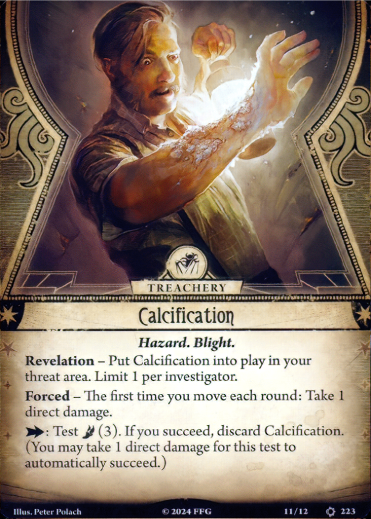 TREACHERY
Calcification
Hazard. Blight.
Revelation – Put Calcification into play in your
threat area. Limit 1 per investigator.
Forced – The first time you move each round: Take 1
direct damage.
: Test (3). If you succeed, discard Calcification.
(You may take 1 direct damage for this test to
automatically succeed.)
Illus. Peter Polach © 2024 FFG 11/12 223